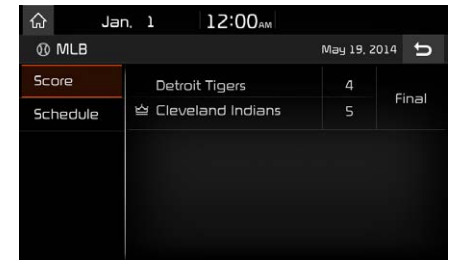 Jan. 1 12:00AM
MLB May 19, 2014
Score Detroit Tigers 4 Final
Schedule Cleveland Indians 5